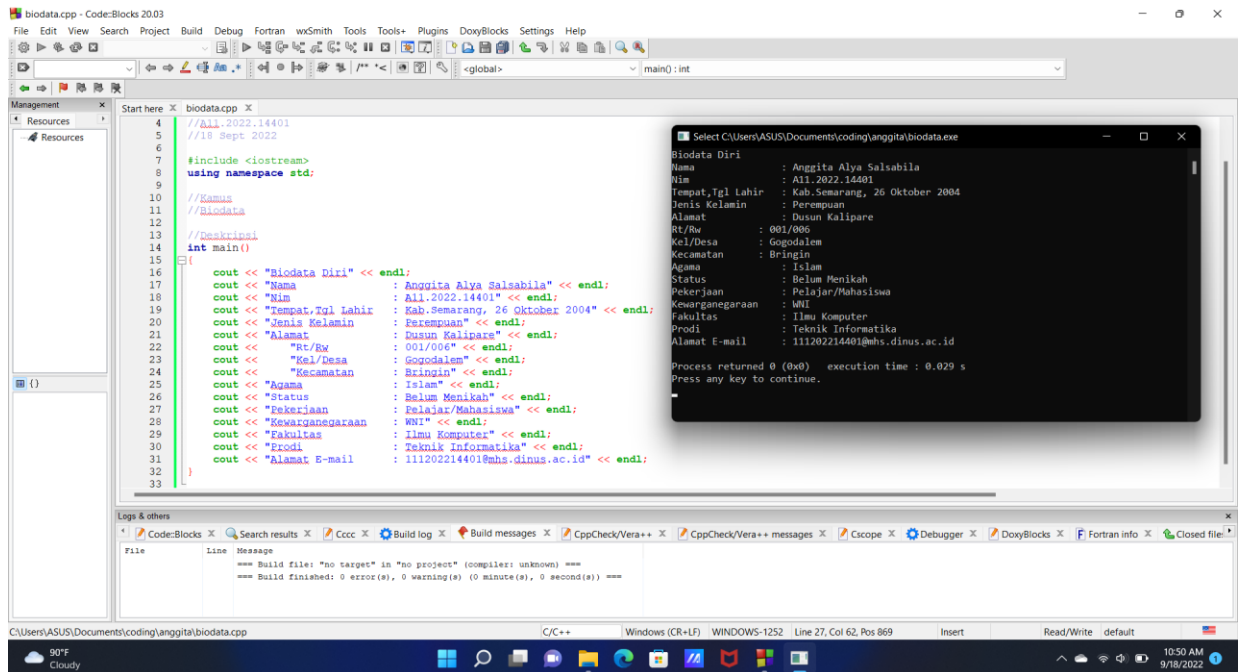 biodata.cpp - Code::Blocks 20.03
File Edit View Search Project Build Debug Fortran wxSmith Tools Tools+ Plugins DoxyBlocks Settings Help
<global>
main() : int
Management
Resources
Resources
{}
Start here
biodata.cpp
4 //A11.2022.14401
5 //18 Sept 2022
6
7 #include <iostream>
8 using namespace std;
9
10 //Kamus
11 //Biodata
12
13 //Deskripsi
14 int main()
15 {
16 cout << "Biodata Diri" << endl;
17 cout << "Nama : Anggita Alya Salsabila" << endl;
18 cout << "Nim : A11.2022.14401" << endl;
19 cout << "Tempat,Tgl Lahir : Kab.Semarang, 26 Oktober 2004" << endl;
20 cout << "Jenis Kelamin : Perempuan" << endl;
21 cout << "Alamat : Dusun Kalipare" << endl;
22 cout << "Rt/Rw : 001/006" << endl;
23 cout << "Kel/Desa : Gogodalem" << endl;
24 cout << "Kecamatan : Bringin" << endl;
25 cout << "Agama : Islam" << endl;
26 cout << "Status : Belum Menikah" << endl;
27 cout << "Pekerjaan : Pelajar/Mahasiswa" << endl;
28 cout << "Kewarganegaraan : WNI" << endl;
29 cout << "Fakultas : Ilmu Komputer" << endl;
30 cout << "Prodi : Teknik Informatika" << endl;
31 cout << "Alamat E-mail : 111202214401@mhs.dinus.ac.id" << endl;
32 }
33
Select C:\Users\ASUS\Documents\coding\anggita\biodata.exe
Biodata Diri
Nama : Anggita Alya Salsabila
Nim : A11.2022.14401
Tempat,Tgl Lahir : Kab.Semarang, 26 Oktober 2004
Jenis Kelamin : Perempuan
Alamat : Dusun Kalipare
Rt/Rw : 001/006
Kel/Desa : Gogodalem
Kecamatan : Bringin
Agama : Islam
Status : Belum Menikah
Pekerjaan : Pelajar/Mahasiswa
Kewarganegaraan : WNI
Fakultas : Ilmu Komputer
Prodi : Teknik Informatika
Alamat E-mail : 111202214401@mhs.dinus.ac.id
Process returned 0 (0x0) execution time : 0.029 s
Press any key to continue.
Logs & others
Code::Blocks Search results Cccc Build log Build messages CppCheck/Vera++ CppCheck/Vera++ messages Cscope Debugger DoxyBlocks Fortran info Closed file
File Line Message
=== Build file: "no target" in "no project" (compiler: unknown) ===
=== Build finished: 0 error(s), 0 warning(s) (0 minute(s), 0 second(s)) ===
C:\Users\ASUS\Documents\coding\anggita\biodata.cpp C/C++ Windows (CR+LF) WINDOWS-1252 Line 27, Col 62, Pos 869 Insert Read/Write default
90°F
Cloudy
10:50 AM
9/18/2022
1